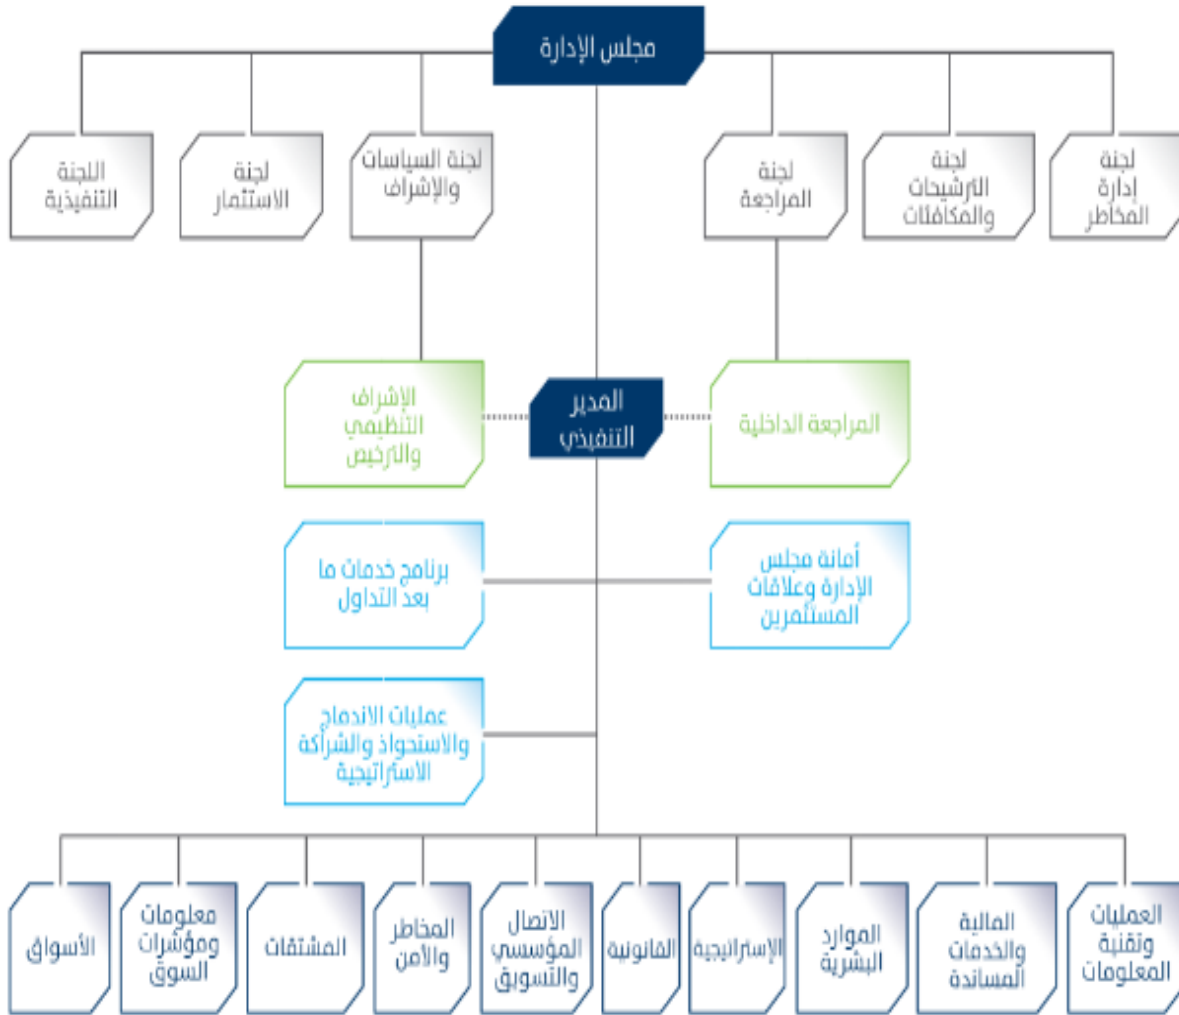 مجلس الإدارة
لجنة
إدارة
المخاطر
لجنة
الترشيحات
والمكافئات
لجنة
المراجعة
لجنة السياسات
والإشراف
لجنة
الاستثمار
اللجنة
التنفيذية
المراجعة الداخلية
المدير
التنفيذي
الإشراف
التنظيمي
والترخيص
أمانة مجلس
الإدارة وعلاقات
المستثمرين
برنامج خدمات ما
بعد التداول
عمليات الاندماج
والاستحواذ والشراكة
الاستراتيجية
العمليات
وتقنية
المعلومات
المالية
والخدمات
المساندة
الموارد
البشرية
الإستراتيجية
القانونية
الاتصال
المؤسسي
والتسويق
المخاطر
والأمن
المشتقات
معلومات
ومؤشرات
السوق
الأسواق